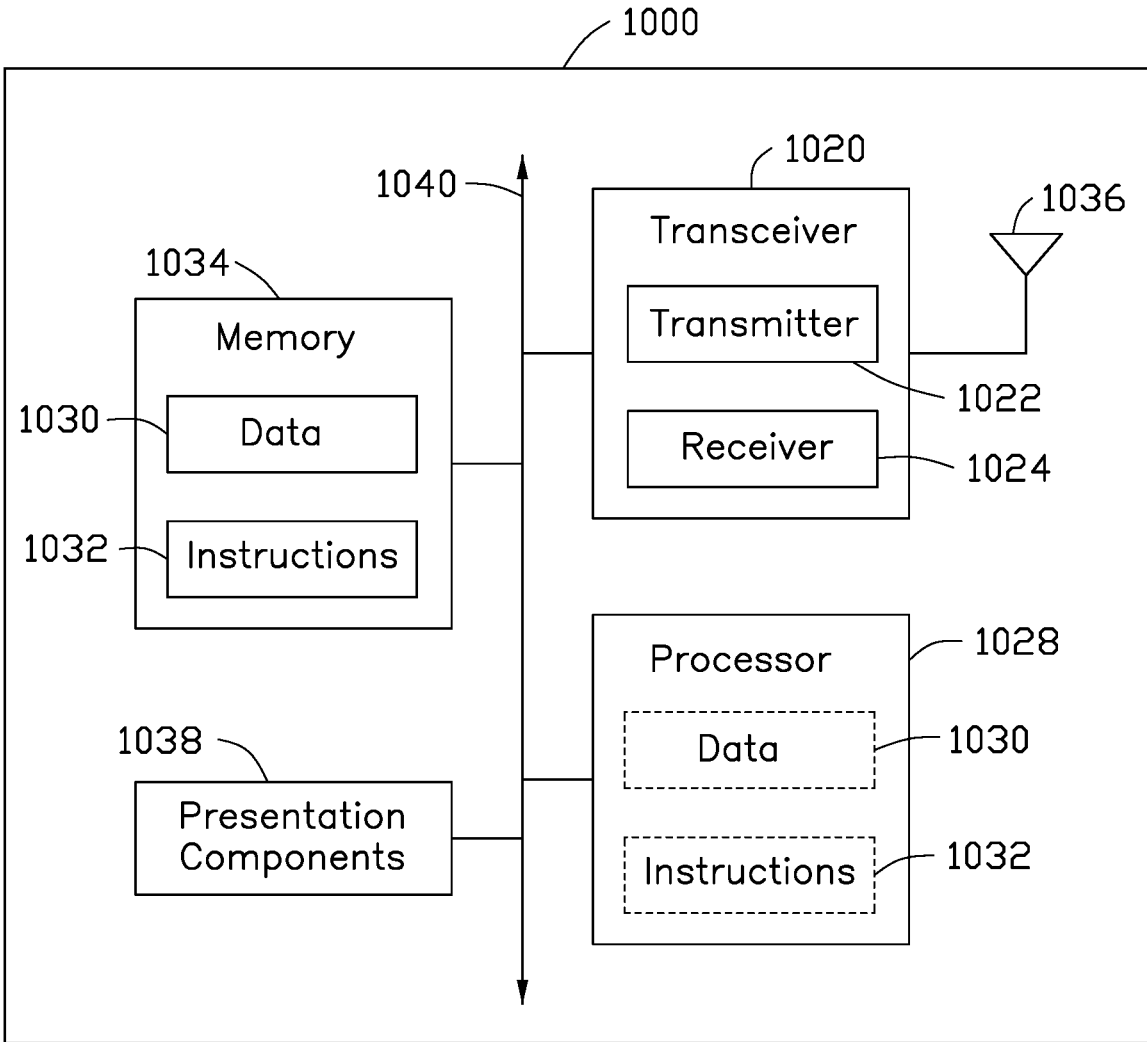 1000
1020
1040
1036
Transceiver
1034
Memory
Transmitter
1022
1030
Data
Receiver
1024
1032
Instructions
Processor
1028
1038
Data
1030
Presentation
Components
Instructions
1032